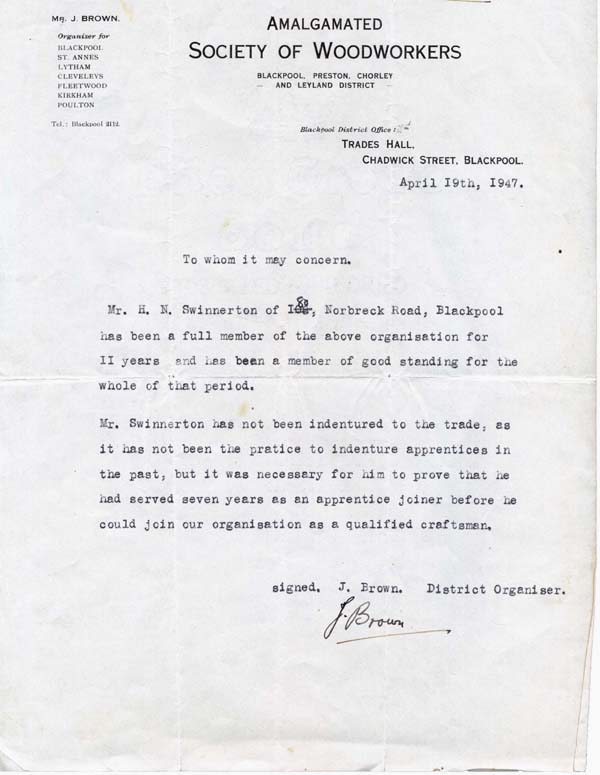 MR. J. BROWN.
Organizer for
BLACKPOOL
ST. ANNES
LYTHAM
CLEVELEYS
FLEETWOOD
KIRKHAM
POULTON
Tel.: Blackpool 2112.
AMALGAMATED
SOCIETY OF WOODWORKERS
BLACKPOOL, PRESTON, CHORLEY
— AND LEYLAND DISTRICT —
Blackpool District Office:
TRADES HALL,
CHADWICK STREET, BLACKPOOL.
April I9th, I947.
To whom it may concern.
Mr. H. N. Swinnerton of 80, Norbreck Road, Blackpool
has been a full member of the above organisation for
II years and has been a member of good standing for the
whole of that period.
Mr. Swinnerton has not been indentured to the trade, as
it has not been the pratice to indenture apprentices in
the past, but it was necessary for him to prove that he
had served seven years as an apprentice joiner before he
could join our organisation as a qualified craftsman.
signed. J. Brown. District Organiser.
J. Brown